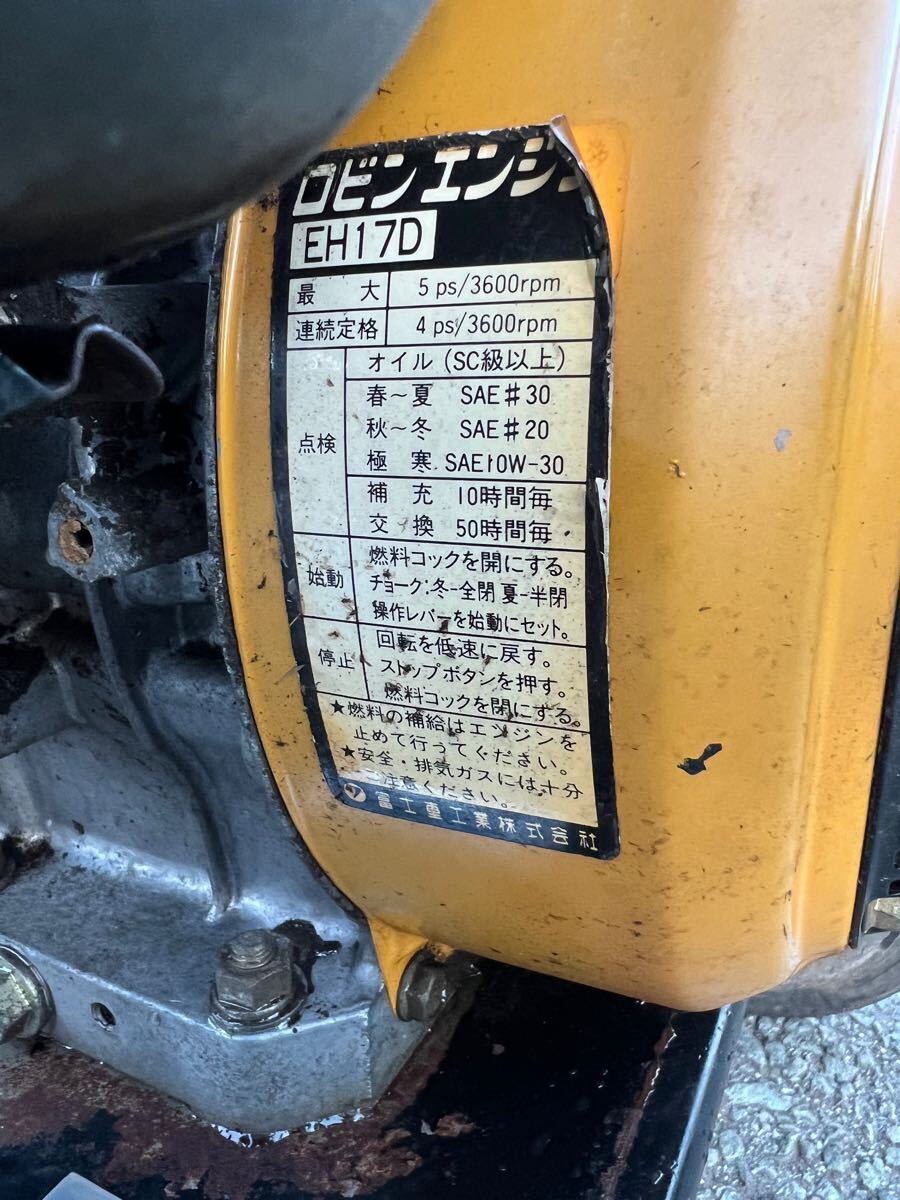 ロビン エンジ
EH17D
最 大 5 ps/3600rpm
連続定格 4 ps/3600rpm
点検
オイル (SC級以上)
春〜夏 SAE♯30
秋〜冬 SAE♯20
極 寒 SAE10W-30
補 充 10時間毎
交 換 50時間毎
始動
燃料コックを開にする。
チョーク:冬-全閉 夏-半閉
操作レバーを始動にセット。
停止
回転を低速に戻す。
ストップボタンを押す。
燃料コックを閉にする。
★燃料の補給はエンジンを
止めて行ってください。
★安全・排気ガスには十分
ご注意ください。
富士重工業株式会社